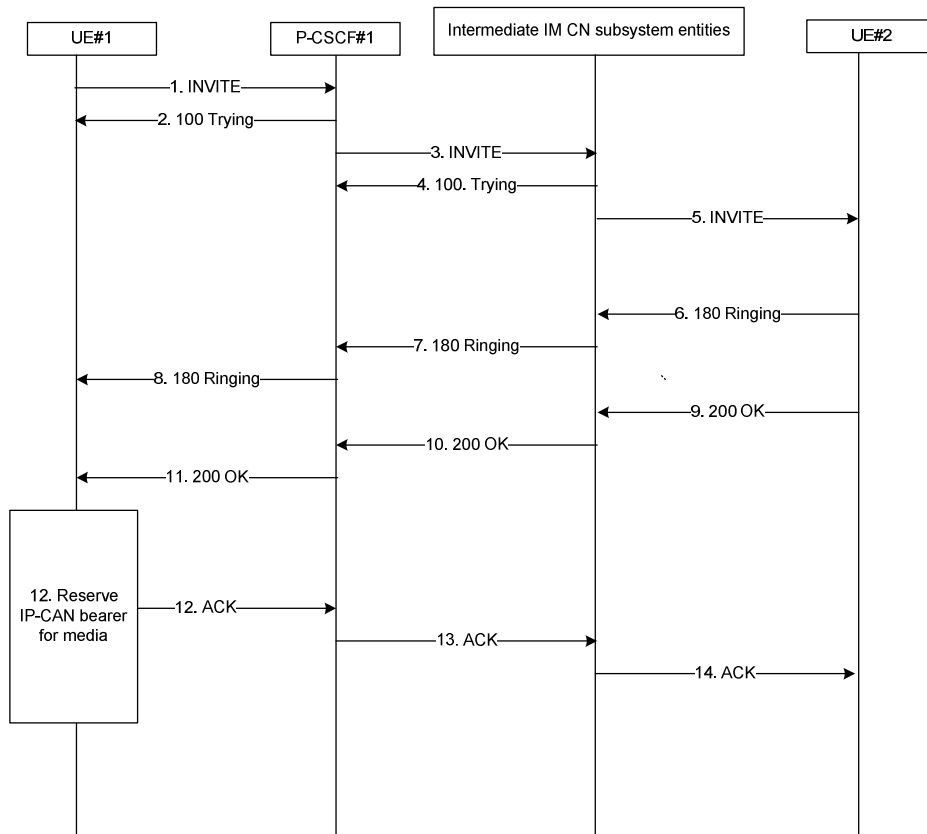 UE#1
P-CSCF#1
Intermediate IM CN subsystem entities
UE#2
1. INVITE
2. 100 Trying
3. INVITE
4. 100. Trying
5. INVITE
6. 180 Ringing
7. 180 Ringing
8. 180 Ringing
9. 200 OK
10. 200 OK
11. 200 OK
12. Reserve
IP-CAN bearer
for media
12. ACK
13. ACK
14. ACK